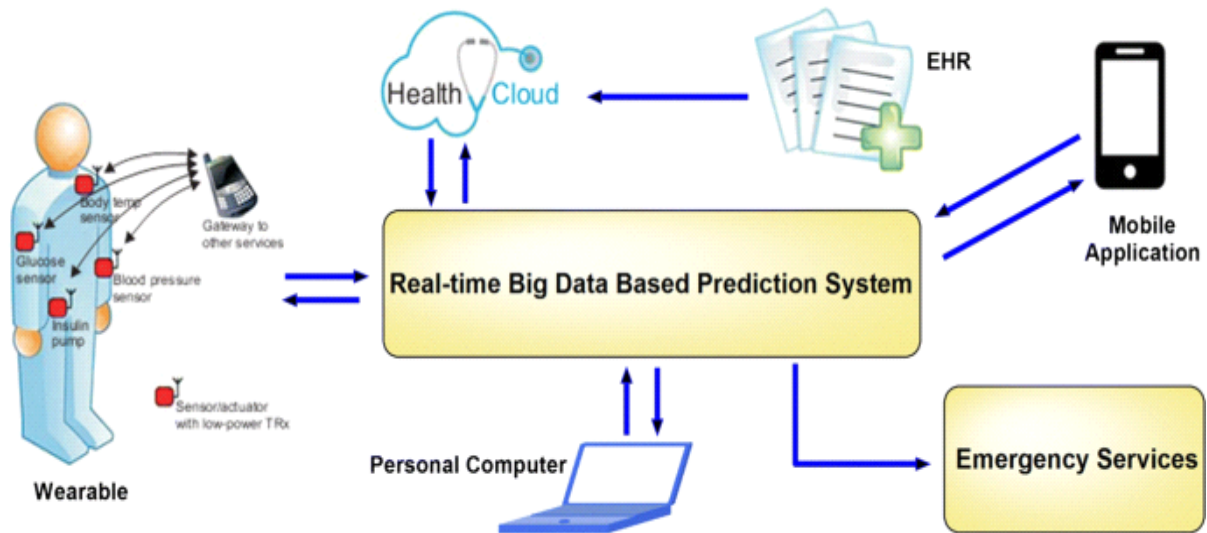 Health Cloud
EHR
Mobile
Application
Body temp
sensor
Gateway to
other services
Glucose
sensor
Blood pressure
sensor
Insulin
pump
Sensor/actuator
with low-power TRx
Wearable
Real-time Big Data Based Prediction System
Personal Computer
Emergency Services